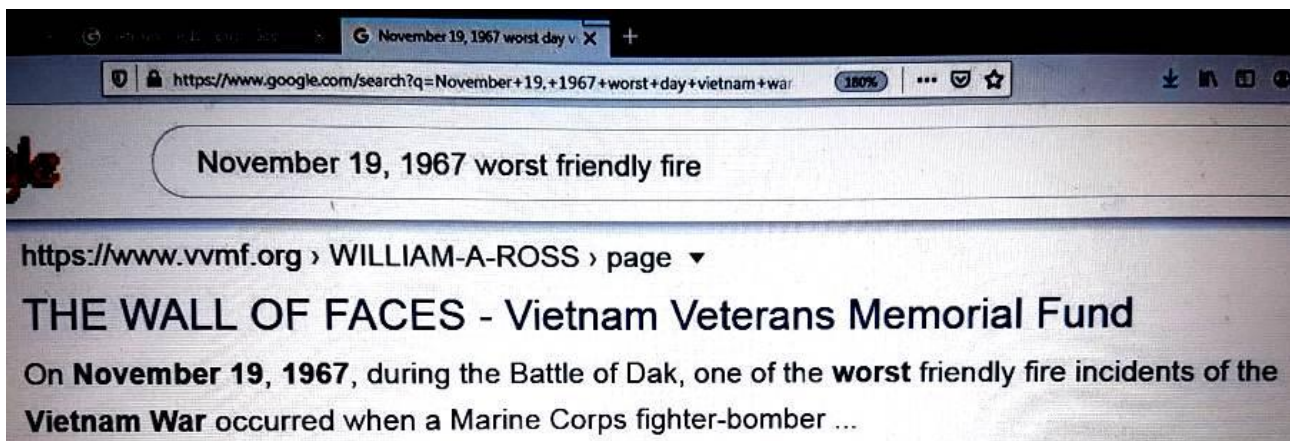 November 19, 1967 worst day v
https://www.google.com/search?q=November+19,+1967+worst+day+vietnam+war
180%
November 19, 1967 worst friendly fire
https://www.vvmf.org › WILLIAM-A-ROSS › page
THE WALL OF FACES - Vietnam Veterans Memorial Fund
On November 19, 1967, during the Battle of Dak, one of the worst friendly fire incidents of the
Vietnam War occurred when a Marine Corps fighter-bomber ...